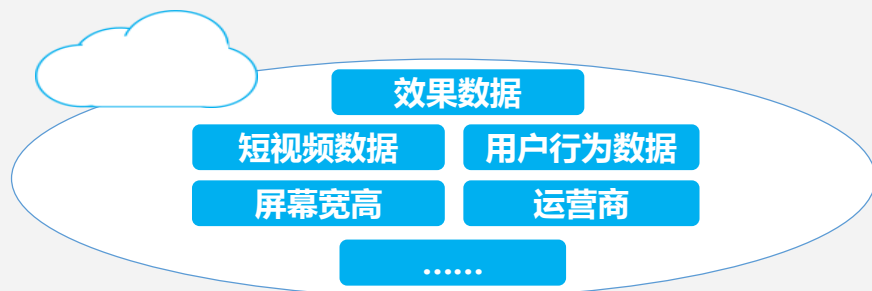 效果数据
短视频数据 用户行为数据
屏幕宽高 运营商
......